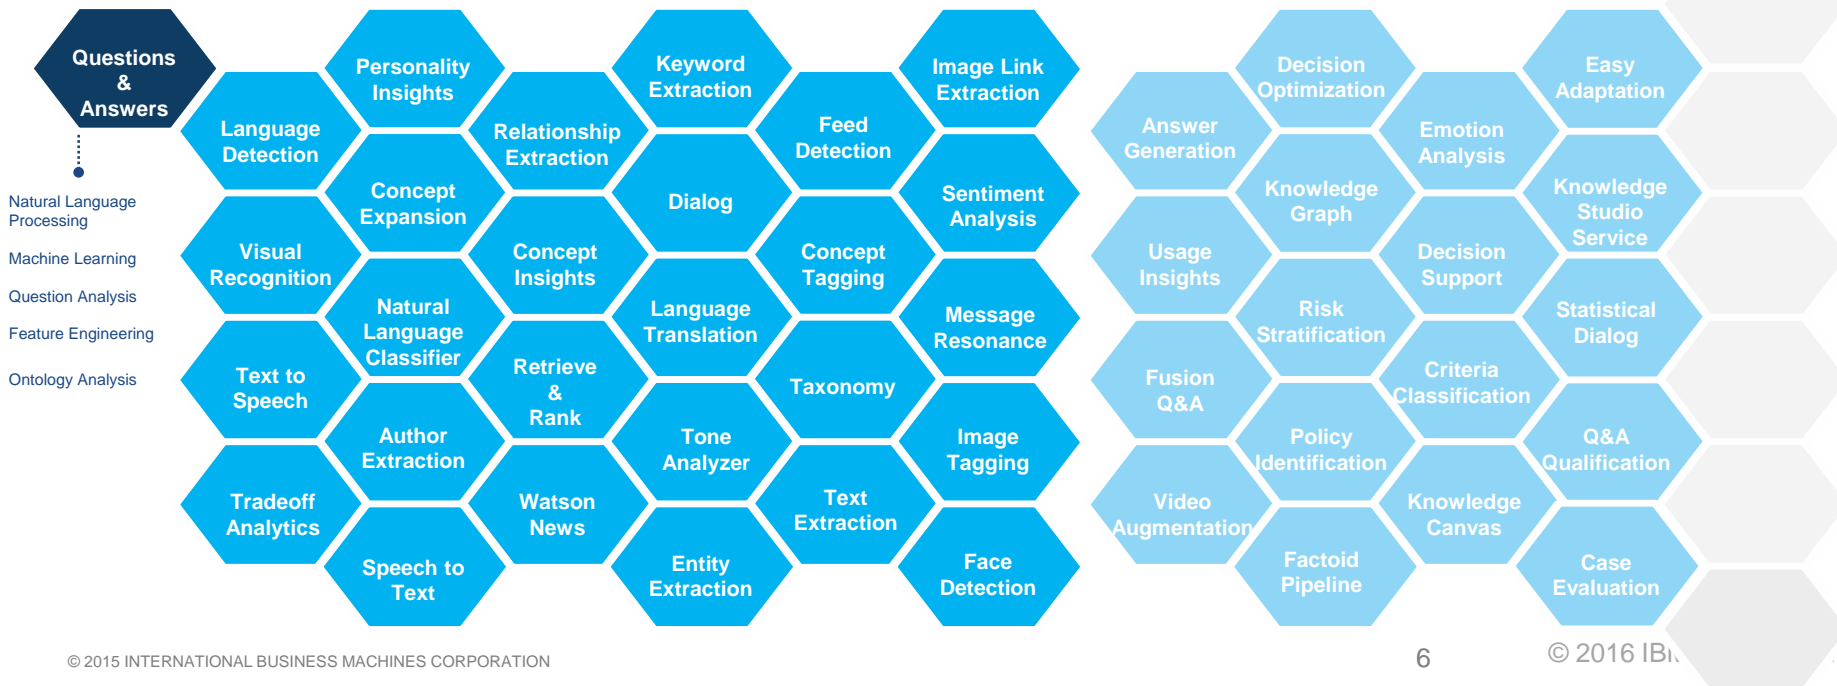 Questions
&
Answers
Natural Language
Processing
Machine Learning
Question Analysis
Feature Engineering
Ontology Analysis
Language
Detection
Visual
Recognition
Text to
Speech
Tradeoff
Analytics
Personality
Insights
Concept
Expansion
Natural
Language
Classifier
Author
Extraction
Speech to
Text
Relationship
Extraction
Concept
Insights
Retrieve
&
Rank
Watson
News
Keyword
Extraction
Dialog
Language
Translation
Tone
Analyzer
Entity
Extraction
Feed
Detection
Concept
Tagging
Taxonomy
Text
Extraction
Image Link
Extraction
Sentiment
Analysis
Message
Resonance
Image
Tagging
Face
Detection
Answer
Generation
Usage
Insights
Fusion
Q&A
Video
Augmentation
Decision
Optimization
Knowledge
Graph
Risk
Stratification
Policy
Identification
Factoid
Pipeline
Emotion
Analysis
Decision
Support
Criteria
Classification
Knowledge
Canvas
Easy
Adaptation
Knowledge
Studio
Service
Statistical
Dialog
Q&A
Qualification
Case
Evaluation
© 2015 INTERNATIONAL BUSINESS MACHINES CORPORATION
6
© 2016